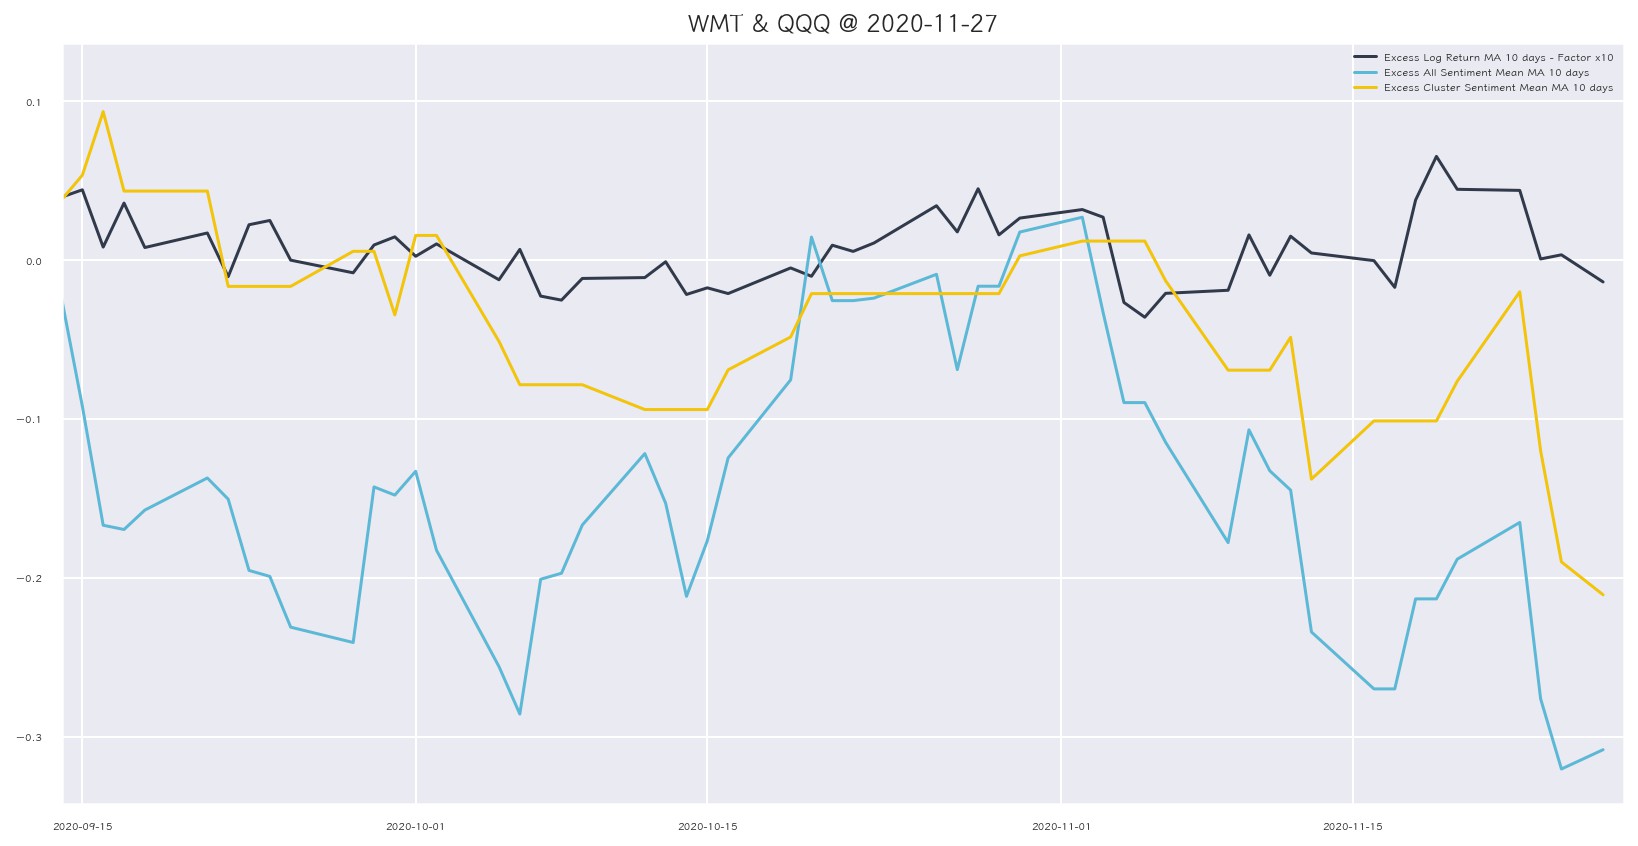 WMT & QQQ @ 2020-11-27
Excess Log Return MA 10 days - Factor x10
Excess All Sentiment Mean MA 10 days
Excess Cluster Sentiment Mean MA 10 days
0.1
0.0
−0.1
−0.2
−0.3
2020-09-15
2020-10-01
2020-10-15
2020-11-01
2020-11-15